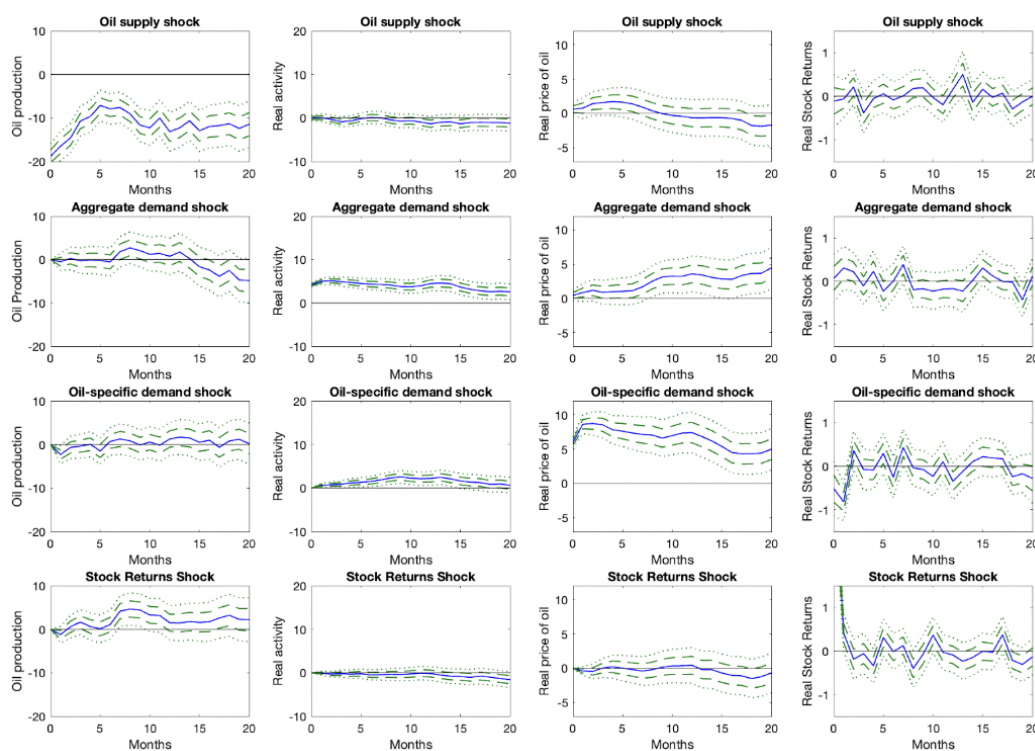 Oil supply shock Oil supply shock Oil supply shock Oil supply shock
Oil production Real activity Real price of oil Real Stock Returns
10 0 -10 -20 20 10 0 -10 10 5 0 -5 1 0 -1
0 5 10 15 20 0 5 10 15 20 0 5 10 15 20 0 5 10 15 20
Months Months Months Months
Aggregate demand shock Aggregate demand shock Aggregate demand shock Aggregate demand shock
Oil Production Real activity Real price of oil Real Stock Returns
10 0 -10 -20 20 10 0 -10 10 5 0 -5 1 0 -1
0 5 10 15 20 0 5 10 15 20 0 5 10 15 20 0 5 10 15 20
Months Months Months Months
Oil-specific demand shock Oil-specific demand shock Oil-specific demand shock Oil-specific demand shock
Oil production Real activity Real price of oil Real Stock Returns
10 0 -10 -20 20 10 0 -10 10 5 0 -5 1 0 -1
0 5 10 15 20 0 5 10 15 20 0 5 10 15 20 0 5 10 15 20
Months Months Months Months
Stock Returns Shock Stock Returns Shock Stock Returns Shock Stock Returns Shock
Oil production Real activity Real price of oil Real Stock Returns
10 0 -10 -20 20 10 0 -10 10 5 0 -5 1 0 -1
0 5 10 15 20 0 5 10 15 20 0 5 10 15 20 0 5 10 15 20
Months Months Months Months